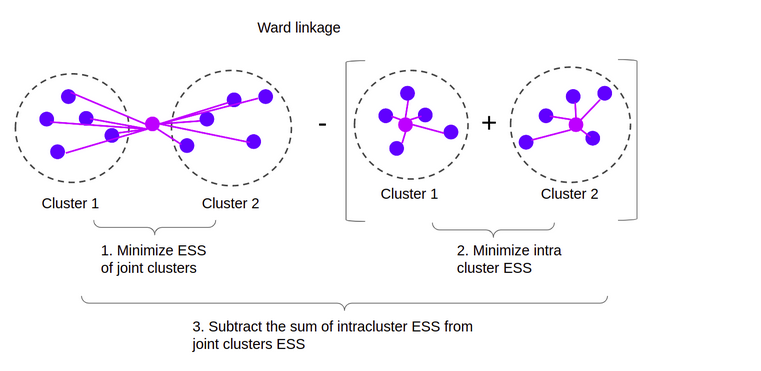 Ward linkage
-
+
Cluster 1
Cluster 2
Cluster 1
Cluster 2
1. Minimize ESS
of joint clusters
2. Minimize intra
cluster ESS
3. Subtract the sum of intracluster ESS from
joint clusters ESS